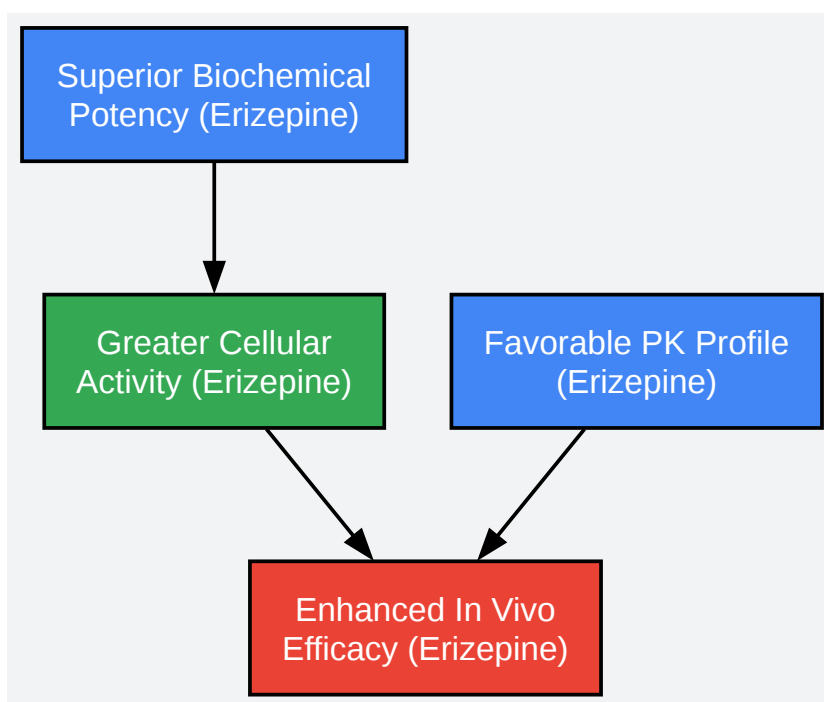 Superior Biochemical
Potency (Erizepine)
Greater Cellular
Activity (Erizepine)
Favorable PK Profile
(Erizepine)
Enhanced In Vivo
Efficacy (Erizepine)